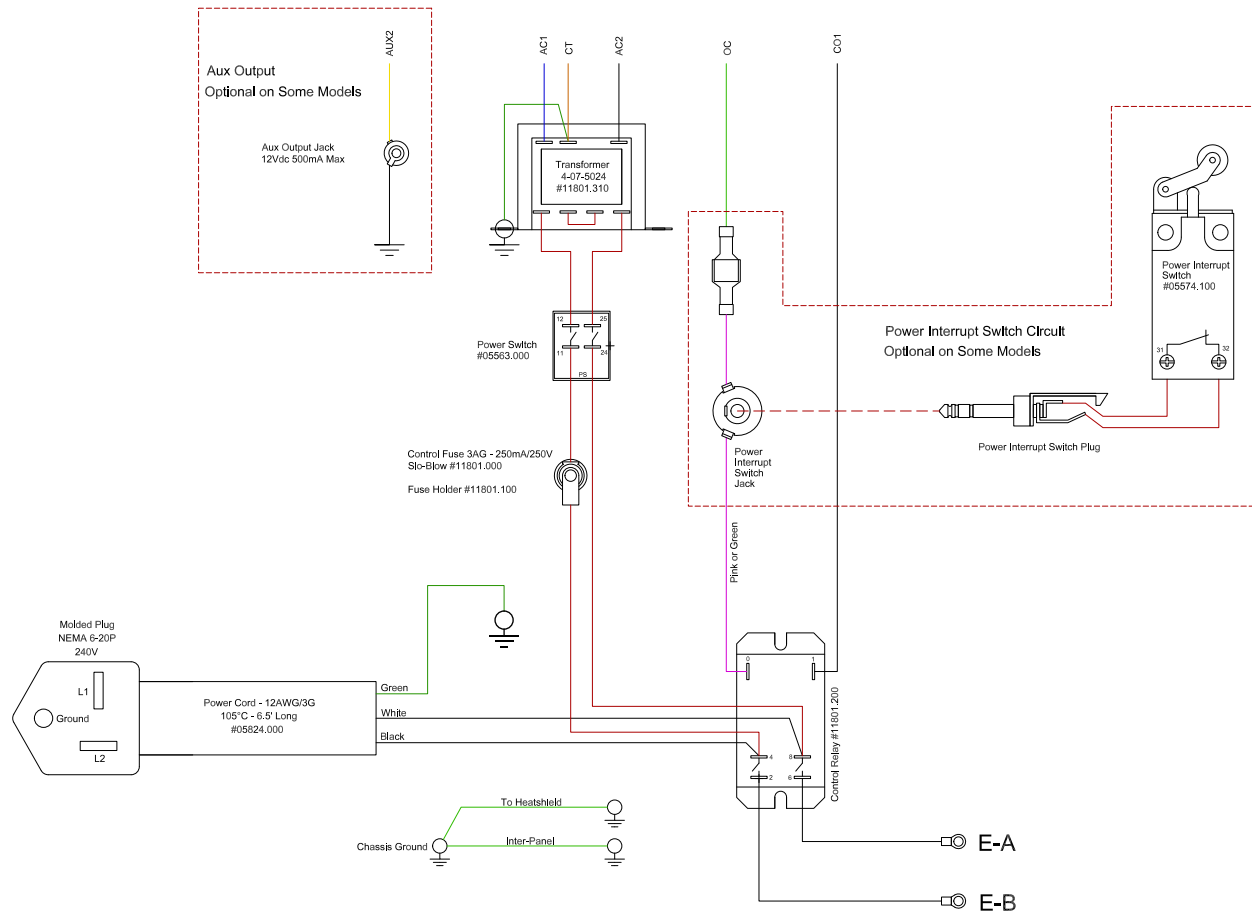 AUX2
AC1
CT
AC2
OC
CO1
Aux Output
Optional on Some Models
Aux Output Jack
12Vdc 500mA Max
Transformer
4-07-5024
#11801.310
Power Interrupt
Switch
#05574.100
31
32
12
25
11
24
PS
Power Switch
#05563.000
Power Interrupt Switch Circuit
Optional on Some Models
Power Interrupt Switch Plug
Power
Interrupt
Switch
Jack
Control Fuse 3AG - 250mA/250V
Slo-Blow #11801.000
Fuse Holder #11801.100
Pink or Green
Molded Plug
NEMA 6-20P
240V
L1
Ground
L2
Power Cord - 12AWG/3G
105°C - 6.5' Long
#05824.000
Green
White
Black
0
1
4
8
2
6
Control Relay #11801.200
To Heatshield
Chassis Ground
Inter-Panel
E-A
E-B